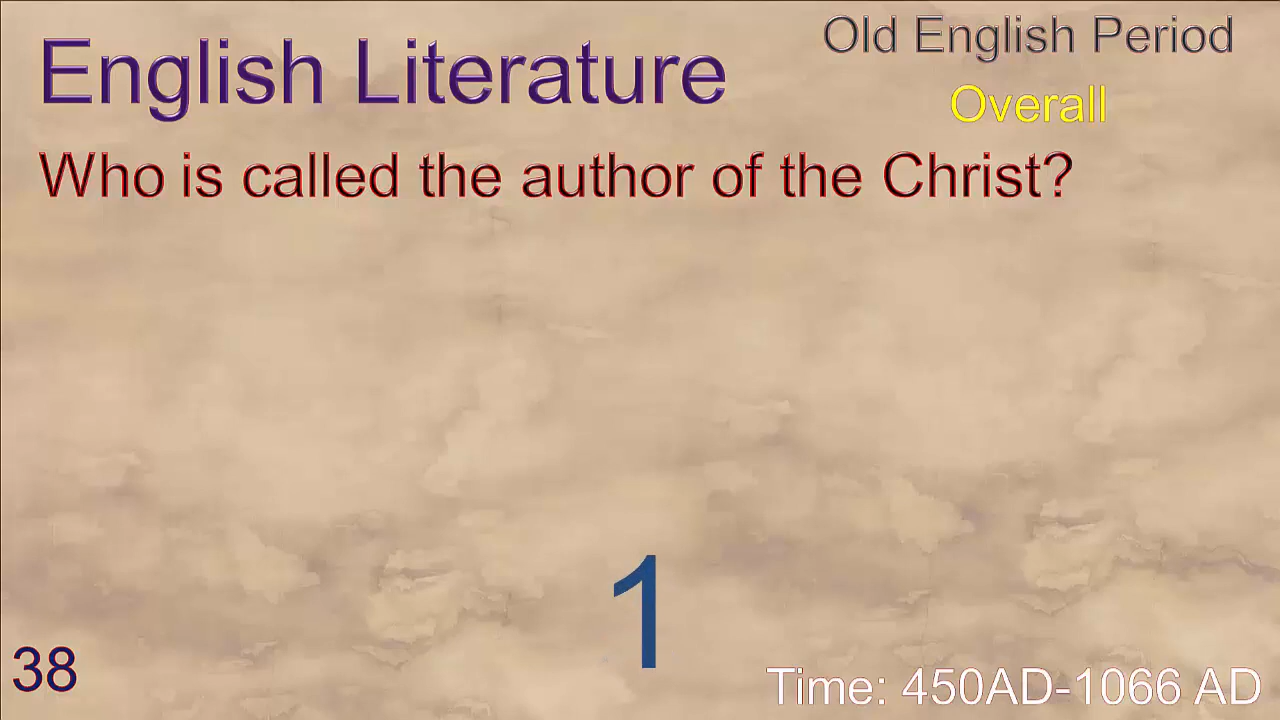 English Literature
Old English Period
Overall
Who is called the author of the Christ?
1
38
Time: 450AD-1066 AD